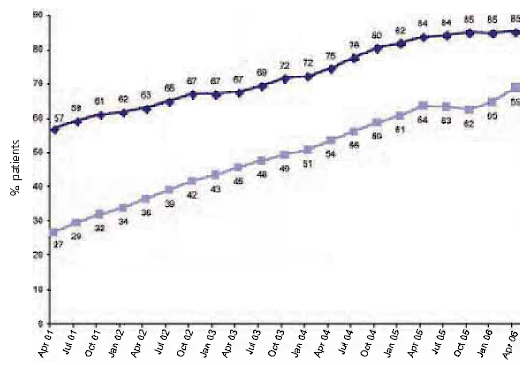 90
80
70
60
50
40
30
20
10
0
% patients
57 58 61 62 63 65 67 67 67 69 72 72 75 78 80 82 84 84 85 85 85
27 29 32 34 36 39 42 43 45 48 49 51 54 56 59 61 64 63 62 65
Apr 01
Jul 01
Oct 01
Jan 02
Apr 02
Jul 02
Oct 02
Jan 03
Apr 03
Jul 03
Oct 03
Jan 04
Apr 04
Jul 04
Oct 04
Jan 05
Apr 05
Jul 05
Oct 05
Jan 06
Apr 06